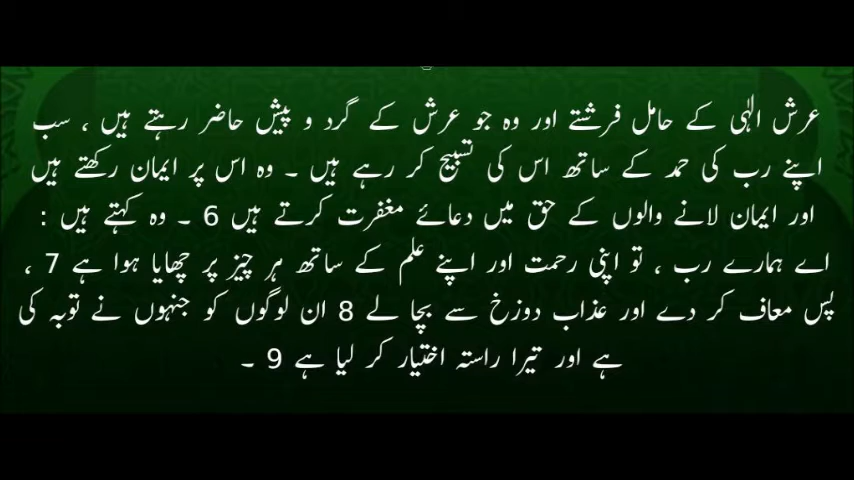 عرش الٰہی کے حامل فرشتے اور وہ جو عرش کے گرد و پیش حاضر رہتے ہیں ، سب
اپنے رب کی حمد کے ساتھ اس کی تسبیح کر رہے ہیں ۔ وہ اس پر ایمان رکھتے ہیں
اور ایمان لانے والوں کے حق میں دعائے مغفرت کرتے ہیں 6 ۔ وہ کہتے ہیں :
اے ہمارے رب ، تو اپنی رحمت اور اپنے علم کے ساتھ ہر چیز پر چھایا ہوا ہے 7 ،
پس معاف کر دے اور عذاب دوزخ سے بچا لے 8 ان لوگوں کو جنہوں نے توبہ کی
ہے اور تیرا راستہ اختیار کر لیا ہے 9 ۔